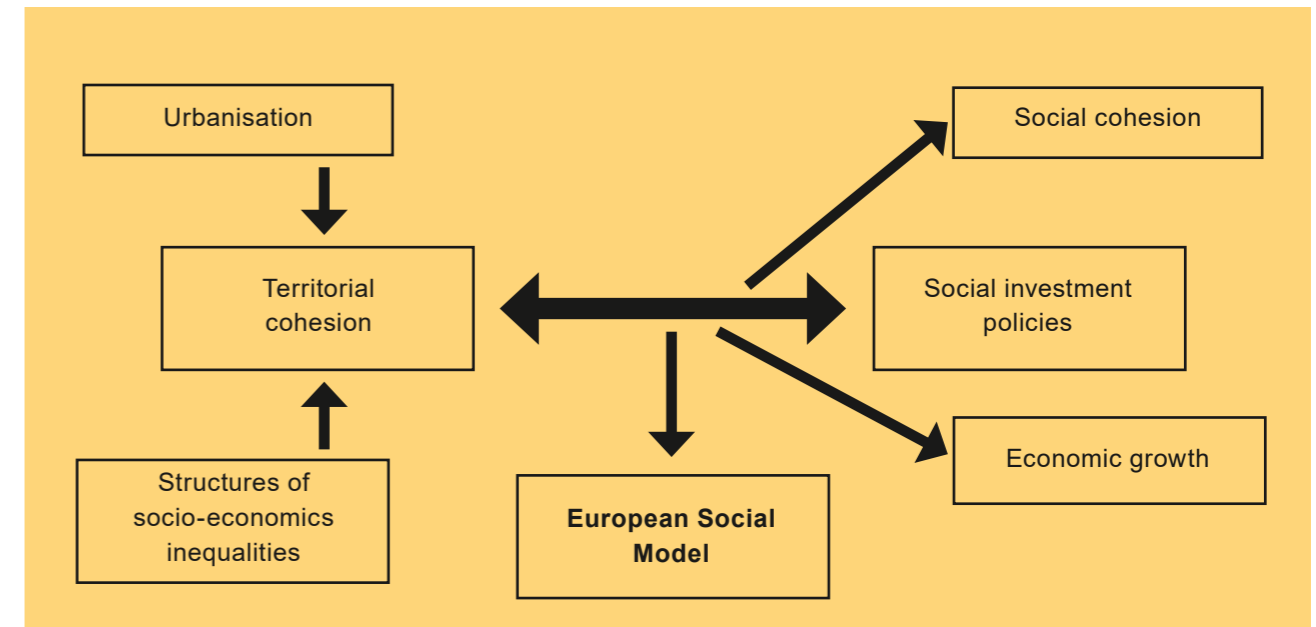 Urbanisation
Social cohesion
Territorial
cohesion
Social investment
policies
Structures of
socio-economics
inequalities
European Social
Model
Economic growth